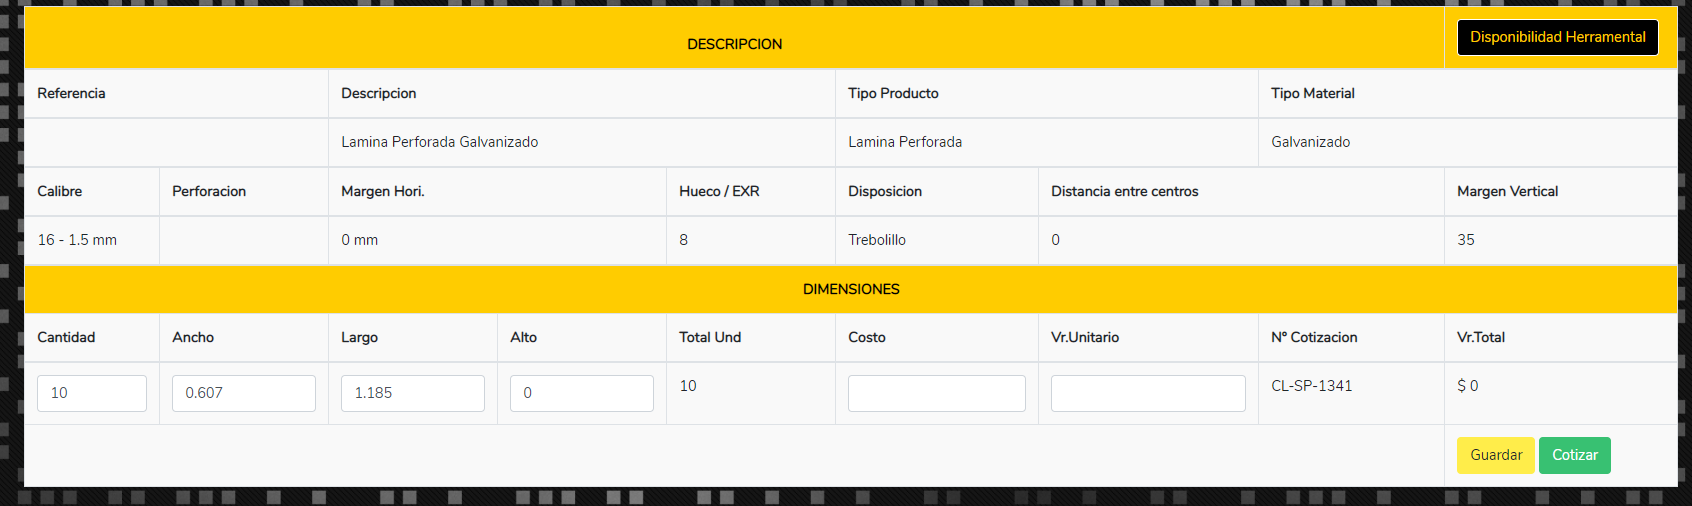 DESCRIPCION Disponibilidad Herramental
Referencia Descripcion Tipo Producto Tipo Material
Lamina Perforada Galvanizado Lamina Perforada Galvanizado
Calibre Perforacion Margen Hori. Hueco / EXR Disposicion Distancia entre centros Margen Vertical
16 - 1.5 mm 0 mm 8 Trebolillo 0 35
DIMENSIONES
Cantidad Ancho Largo Alto Total Und Costo Vr.Unitario Nº Cotizacion Vr.Total
10 0.607 1.185 0 10 CL-SP-1341 $ 0
Guardar Cotizar